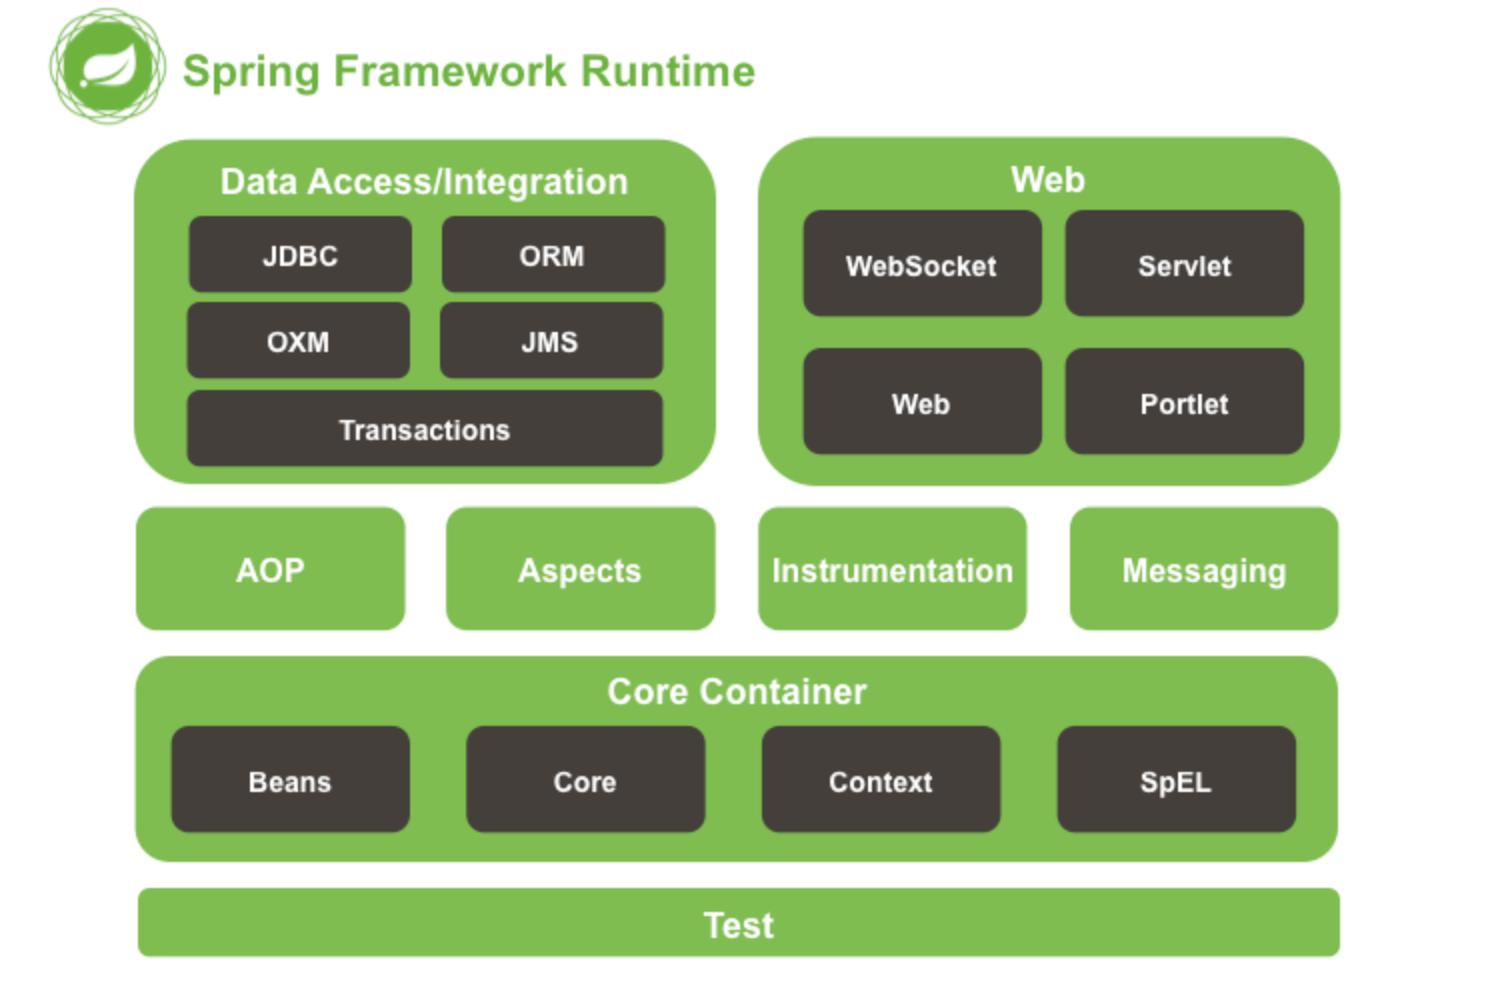 Spring Framework Runtime
Data Access/Integration
JDBC
ORM
OXM
JMS
Transactions
Web
WebSocket
Servlet
Web
Portlet
AOP
Aspects
Instrumentation
Messaging
Core Container
Beans
Core
Context
SpEL
Test